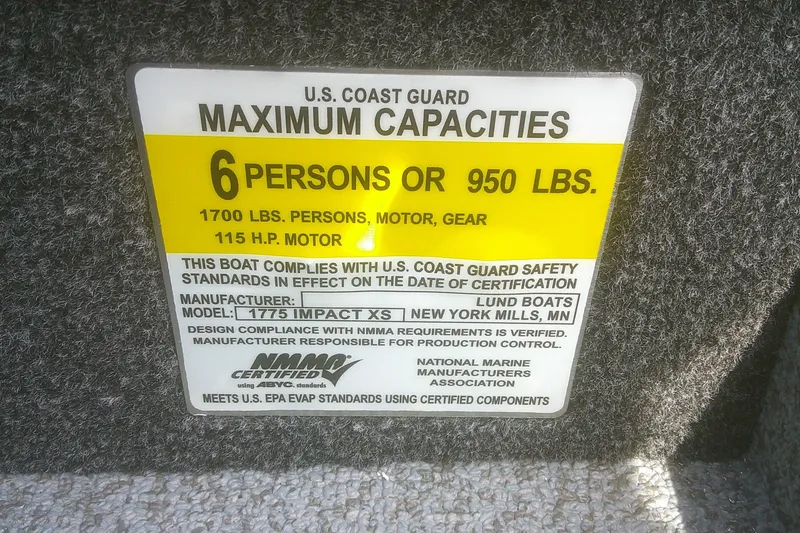 U.S. COAST GUARD
MAXIMUM CAPACITIES
6 PERSONS OR 950 LBS.
1700 LBS. PERSONS, MOTOR, GEAR
115 H.P. MOTOR
THIS BOAT COMPLIES WITH U.S. COAST GUARD SAFETY
STANDARDS IN EFFECT ON THE DATE OF CERTIFICATION
MANUFACTURER: LUND BOATS
MODEL: 1775 IMPACT XS NEW YORK MILLS, MN
DESIGN COMPLIANCE WITH NMMA REQUIREMENTS IS VERIFIED.
MANUFACTURER RESPONSIBLE FOR PRODUCTION CONTROL.
NMMA®
CERTIFIED
using ABYC. standards
NATIONAL MARINE
MANUFACTURERS
ASSOCIATION
MEETS U.S. EPA EVAP STANDARDS USING CERTIFIED COMPONENTS